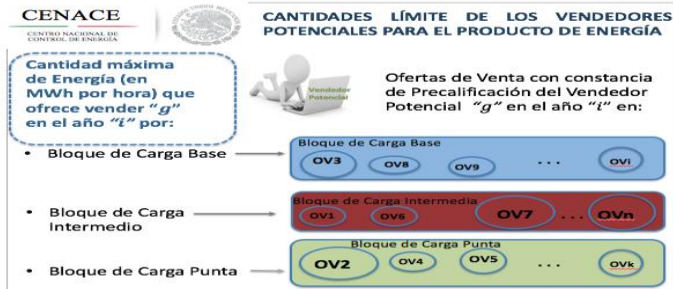 CENACE
CENTRO NACIONAL DE
CONTROL DE ENERGÍA
CANTIDADES LÍMITE DE LOS VENDEDORES
POTENCIALES PARA EL PRODUCTO DE ENERGÍA
Cantidad máxima
de Energía (en
MWh por hora) que
ofrece vender "g"
en el año "i" por:
Vendedor
Potencial
Ofertas de Venta con constancia
de Precalificación del Vendedor
Potencial "g" en el año "i" en:
• Bloque de Carga Base
Bloque de Carga Base
OV3 OV8 OV9 ... OVi
• Bloque de Carga
Intermedio
Bloque de Carga Intermedia
OV1 OV6 OV7 ... OVn
• Bloque de Carga Punta
Bloque de Carga Punta
OV2 OV4 OV5 ... OVk